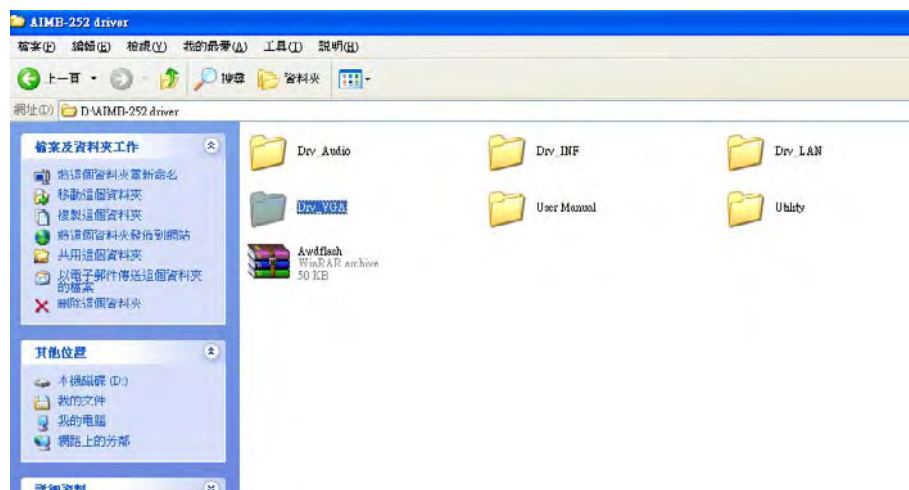 AIMB-252 driver
檔案(F) 編輯(E) 檢視(V) 我的最愛(A) 工具(T) 說明(H)
上一頁 搜尋 資料夾
網址(D) D:\AIMB-252 driver
檔案及資料夾工作
將這個資料夾重新命名
移動這個資料夾
複製這個資料夾
將這個資料夾發佈到網站
共用這個資料夾
以電子郵件傳送這個資料夾
的檔案
刪除這個資料夾
其他位置
本機磁碟 (D:)
我的文件
我的電腦
網路上的芳鄰
詳細資料
Drv_Audio
Drv_INF
Drv_LAN
Drv_VGA
User Manual
Utility
Awdflash
WinRAR archive
50 KB